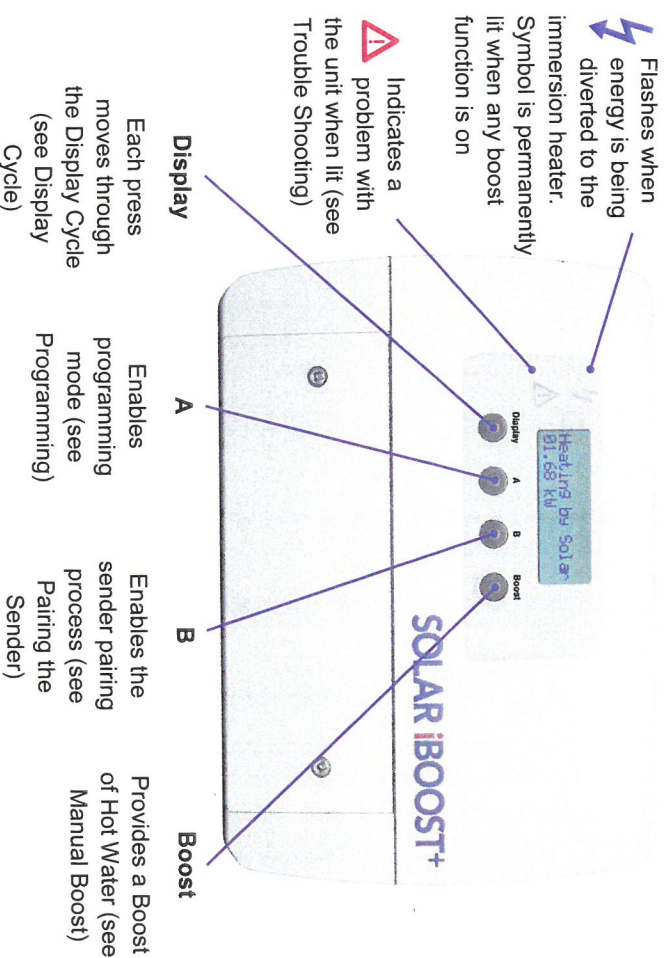 Flashes when
energy is being
diverted to the
immersion heater.
Symbol is permanently
lit when any boost
function is on
Indicates a
problem with
the unit when lit (see
Trouble Shooting)
Heating by Solar
01.68 kW
Display
A
B
Boost
SOLAR iBOOST+
Display
Each press
moves through
the Display Cycle
(see Display
Cycle)
A
Enables
programming
mode (see
Programming)
B
Enables the
sender pairing
process (see
Pairing the
Sender)
Boost
Provides a Boost
of Hot Water (see
Manual Boost)